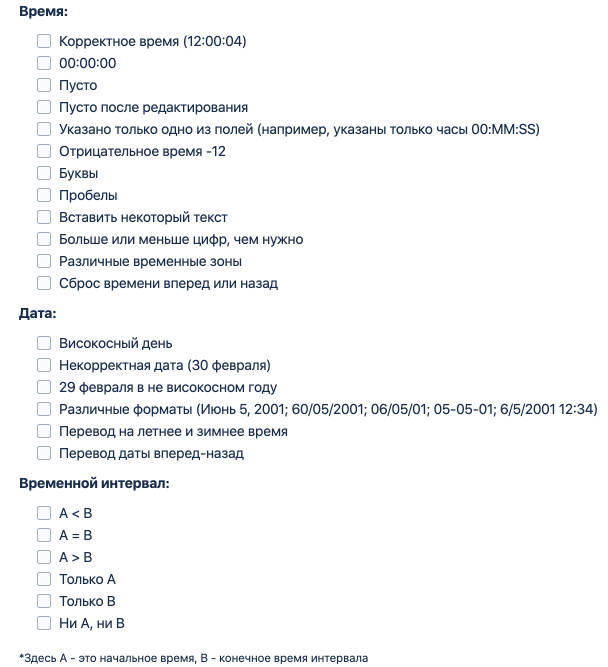 Время:
Корректное время (12:00:04)
00:00:00
Пусто
Пусто после редактирования
Указано только одно из полей (например, указаны только часы 00:MM:SS)
Отрицательное время -12
Буквы
Пробелы
Вставить некоторый текст
Больше или меньше цифр, чем нужно
Различные временные зоны
Сброс времени вперед или назад
Дата:
Високосный день
Некорректная дата (30 февраля)
29 февраля в не високосном году
Различные форматы (Июнь 5, 2001; 60/05/2001; 06/05/01; 05-05-01; 6/5/2001 12:34)
Перевод на летнее и зимнее время
Перевод даты вперед-назад
Временной интервал:
A < B
A = B
A > B
Только A
Только B
Ни A, ни B
*Здесь A - это начальное время, B - конечное время интервала